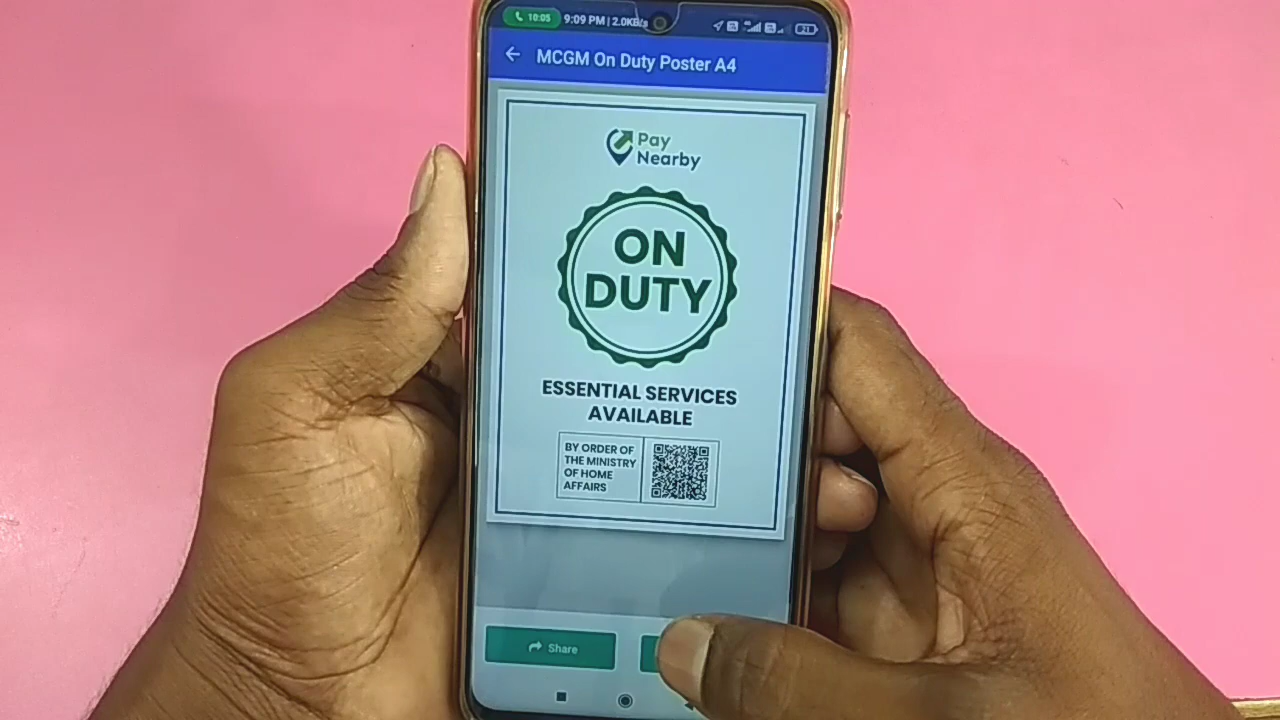 10:05 9:09 PM | 2.0KB/s 21
MCGM On Duty Poster A4
Pay
Nearby
ON
DUTY
ESSENTIAL SERVICES
AVAILABLE
BY ORDER OF
THE MINISTRY
OF HOME
AFFAIRS
Share